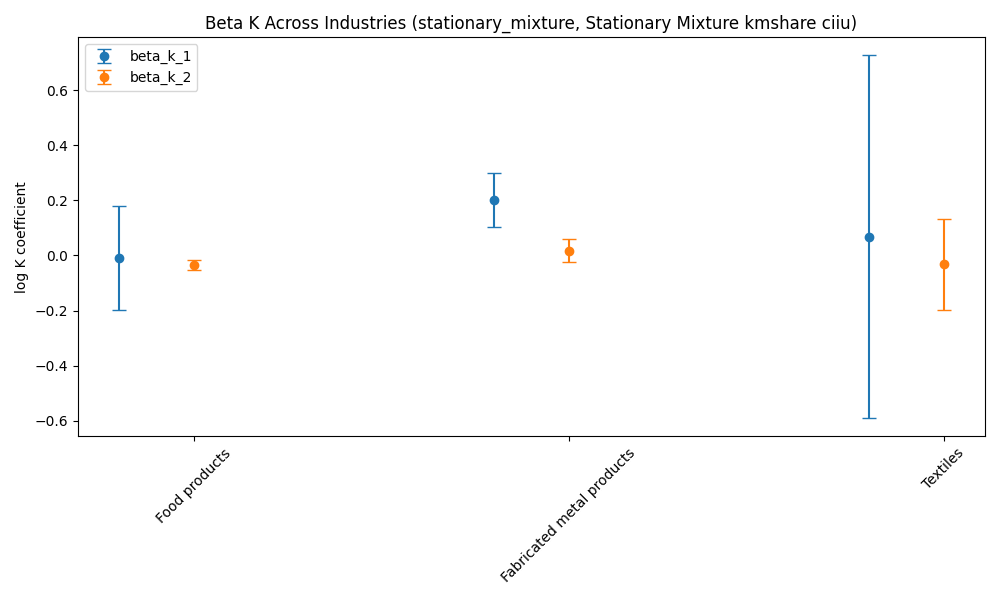 Beta K Across Industries (stationary_mixture, Stationary Mixture kmshare ciiu)
beta_k_1
beta_k_2
log K coefficient
0.6
0.4
0.2
0.0
−0.2
−0.4
−0.6
Food products
Fabricated metal products
Textiles